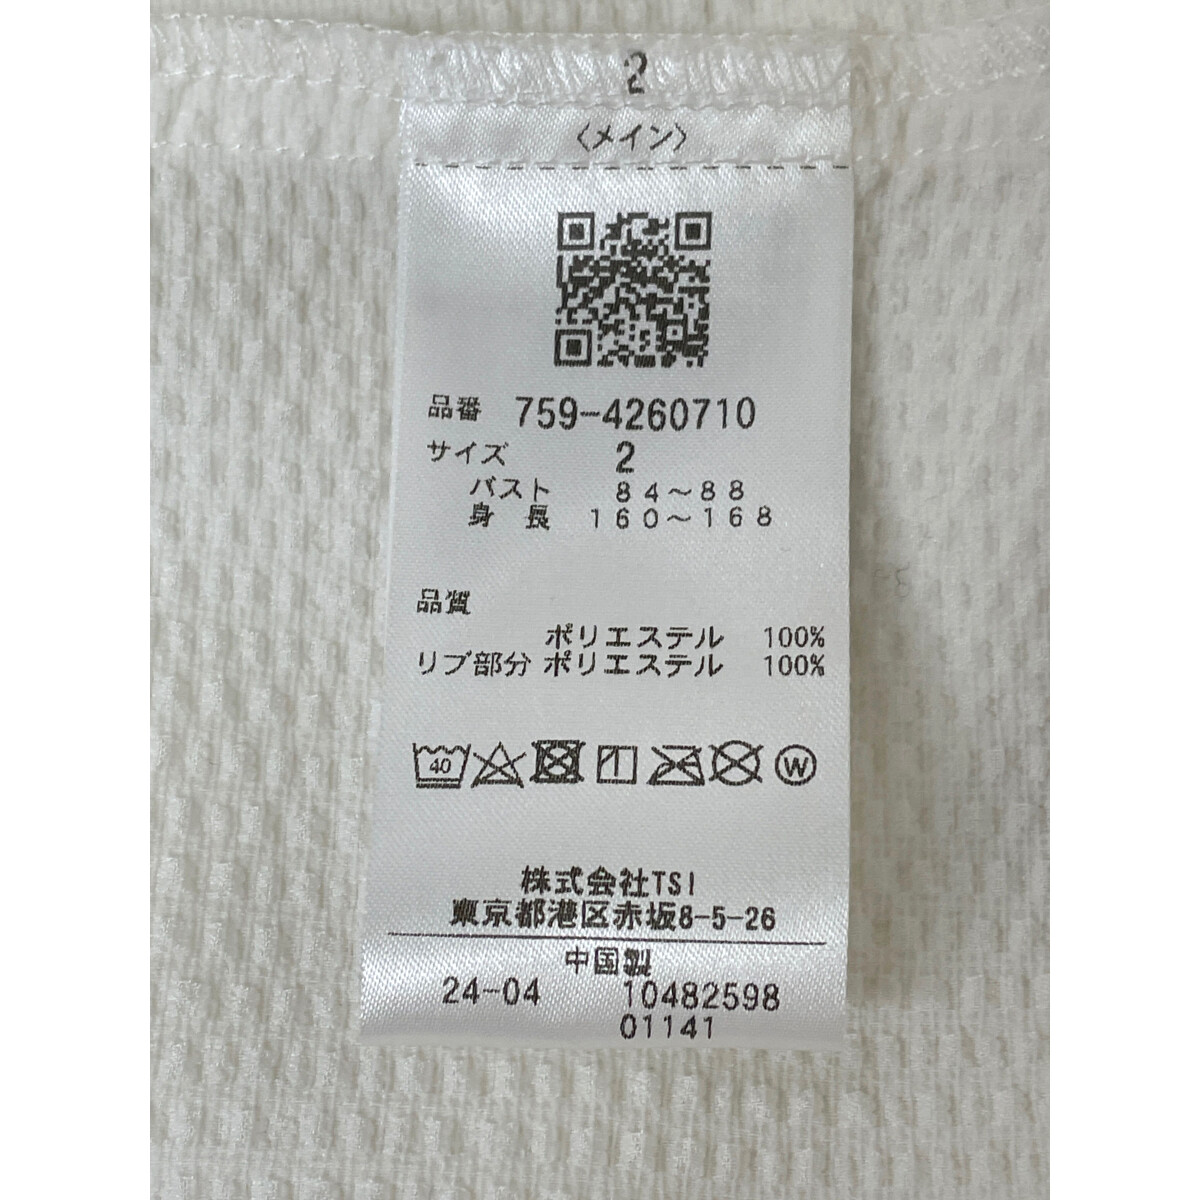 2
〈メイン〉
品番 759-4260710
サイズ 2
バスト 84～88
身 長 160～168
品質
ポリエステル 100%
リブ部分 ポリエステル 100%
40 W
株式会社TSI
東京都港区赤坂8-5-26
中国製
24-04 10482598
01141